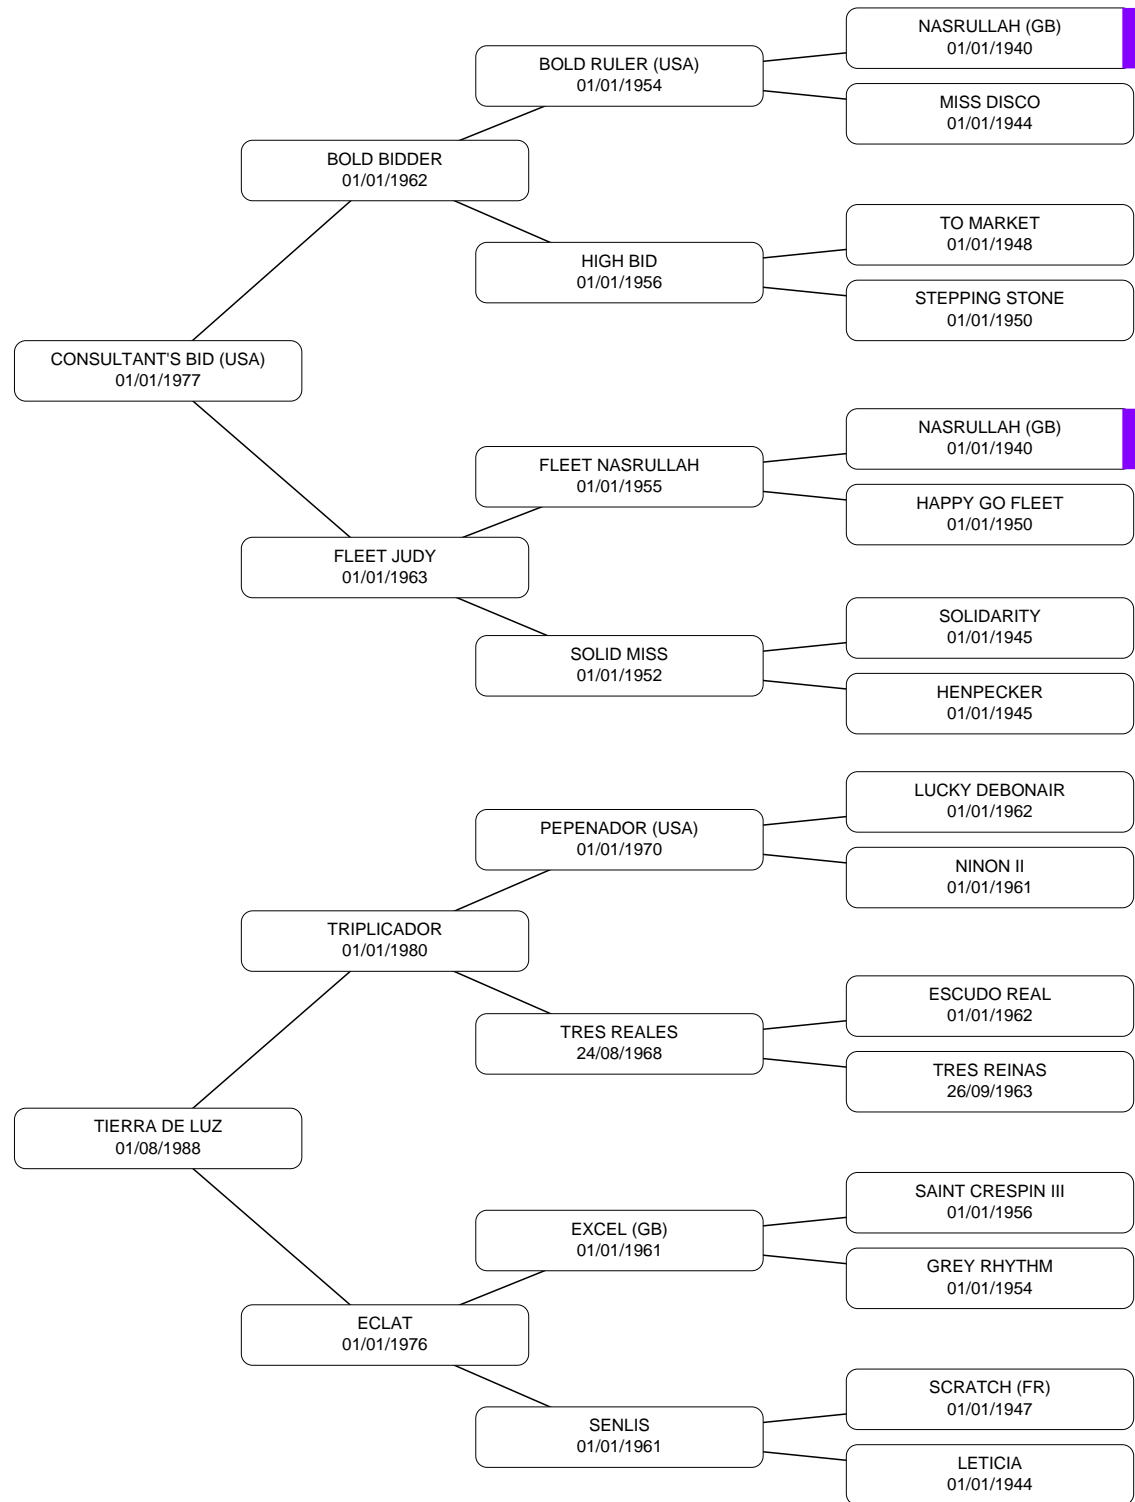 NASRULLAH (GB)
01/01/1940
BOLD RULER (USA)
01/01/1954
MISS DISCO
01/01/1944
BOLD BIDDER
01/01/1962
TO MARKET
01/01/1948
HIGH BID
01/01/1956
STEPPING STONE
01/01/1950
CONSULTANT'S BID (USA)
01/01/1977
NASRULLAH (GB)
01/01/1940
FLEET NASRULLAH
01/01/1955
HAPPY GO FLEET
01/01/1950
FLEET JUDY
01/01/1963
SOLIDARITY
01/01/1945
SOLID MISS
01/01/1952
HENPECKER
01/01/1945
LUCKY DEBONAIR
01/01/1962
PEPENADOR (USA)
01/01/1970
NINON II
01/01/1961
TRIPLICADOR
01/01/1980
ESCUDO REAL
01/01/1962
TRES REALES
24/08/1968
TRES REINAS
26/09/1963
TIERRA DE LUZ
01/08/1988
SAINT CRESPIN III
01/01/1956
EXCEL (GB)
01/01/1961
GREY RHYTHM
01/01/1954
ECLAT
01/01/1976
SCRATCH (FR)
01/01/1947
SENLIS
01/01/1961
LETICIA
01/01/1944